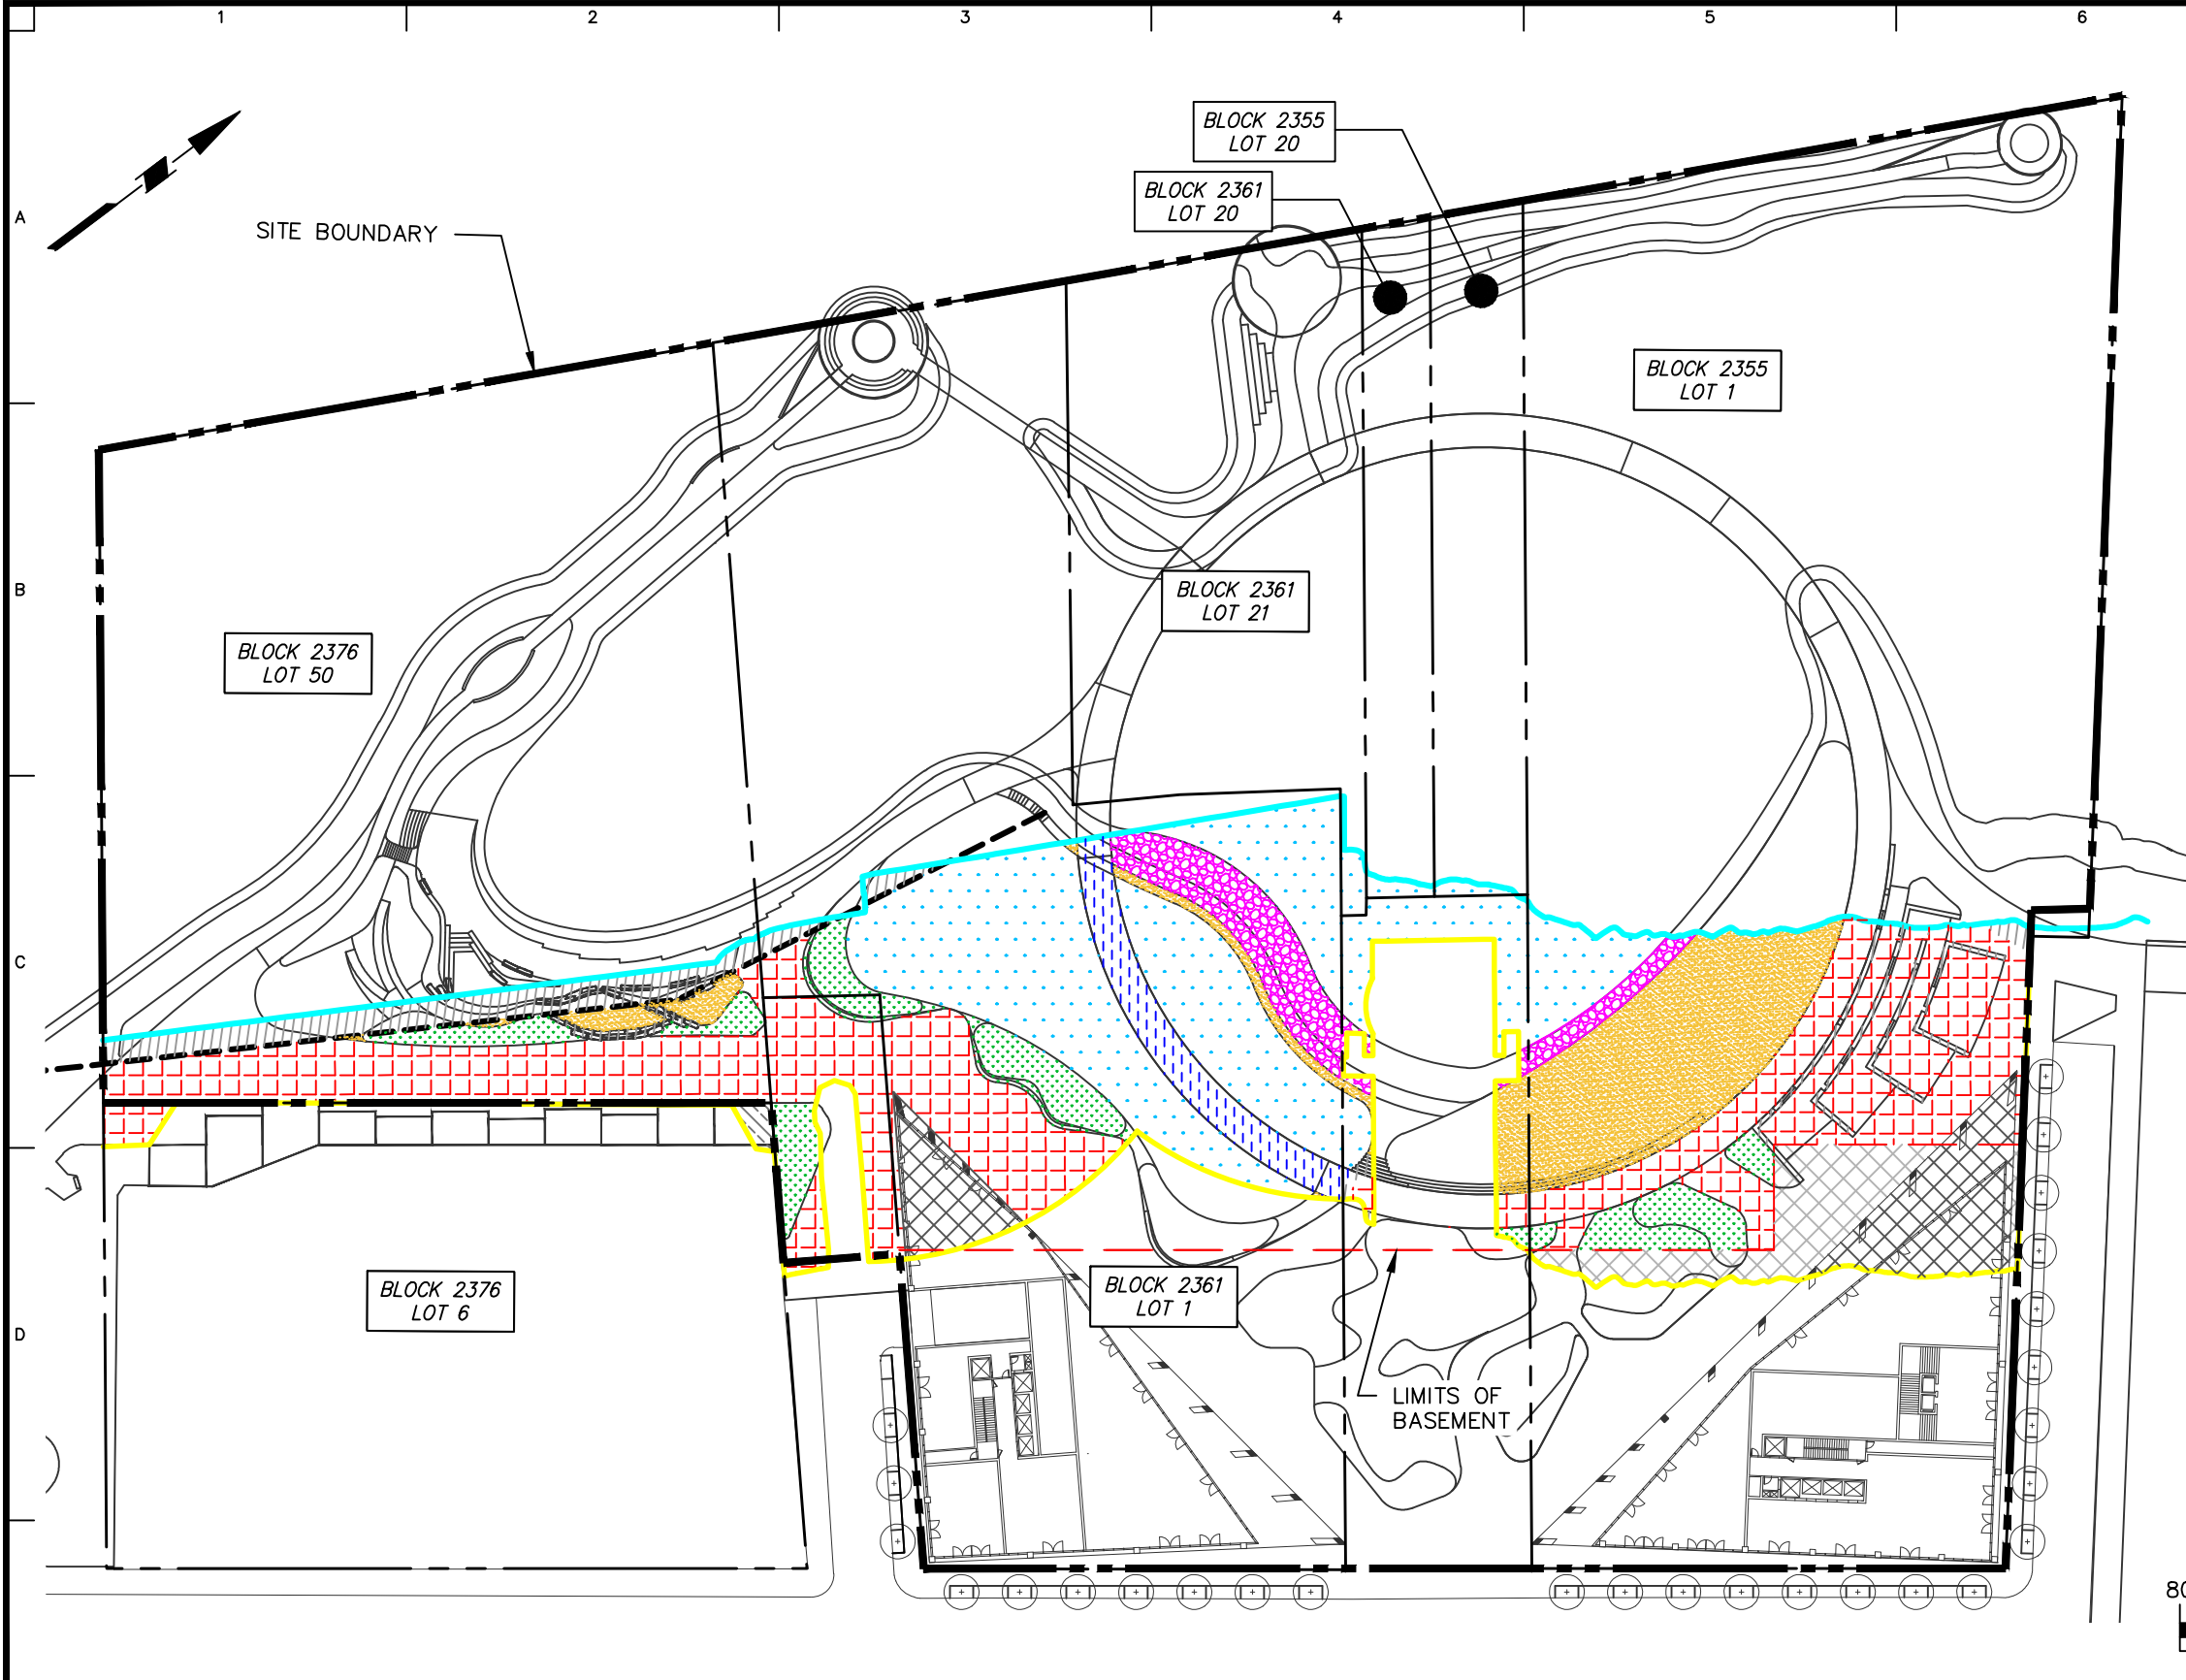 1 2 3 4 5 6
BLOCK 2355
LOT 20
BLOCK 2361
LOT 20
A
SITE BOUNDARY
BLOCK 2355
LOT 1
B
BLOCK 2361
LOT 21
BLOCK 2376
LOT 50
C
BLOCK 2376
LOT 6
BLOCK 2361
LOT 1
D
LIMITS OF
BASEMENT